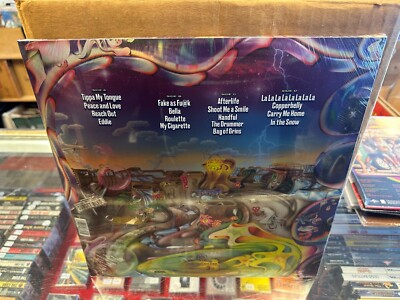 Tippa My Tongue
Peace and Love
Reach Out
Eddie
Fake as Fu@k
Bella
Roulette
My Cigarette
Afterlife
Shoot Me a Smile
Handful
The Drummer
Bag of Grins
La La La La La La La La
Copperbelly
Carry Me Home
In the Snow